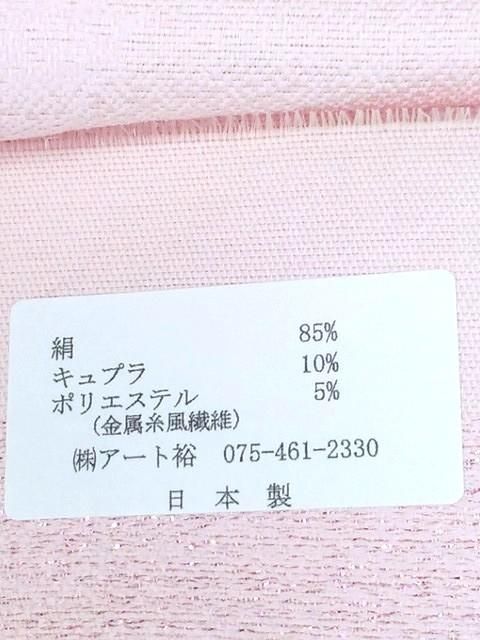 絹 85%
キュプラ 10%
ポリエステル 5%
(金属糸風繊維)
㈱アート裕 075-461-2330
日本製